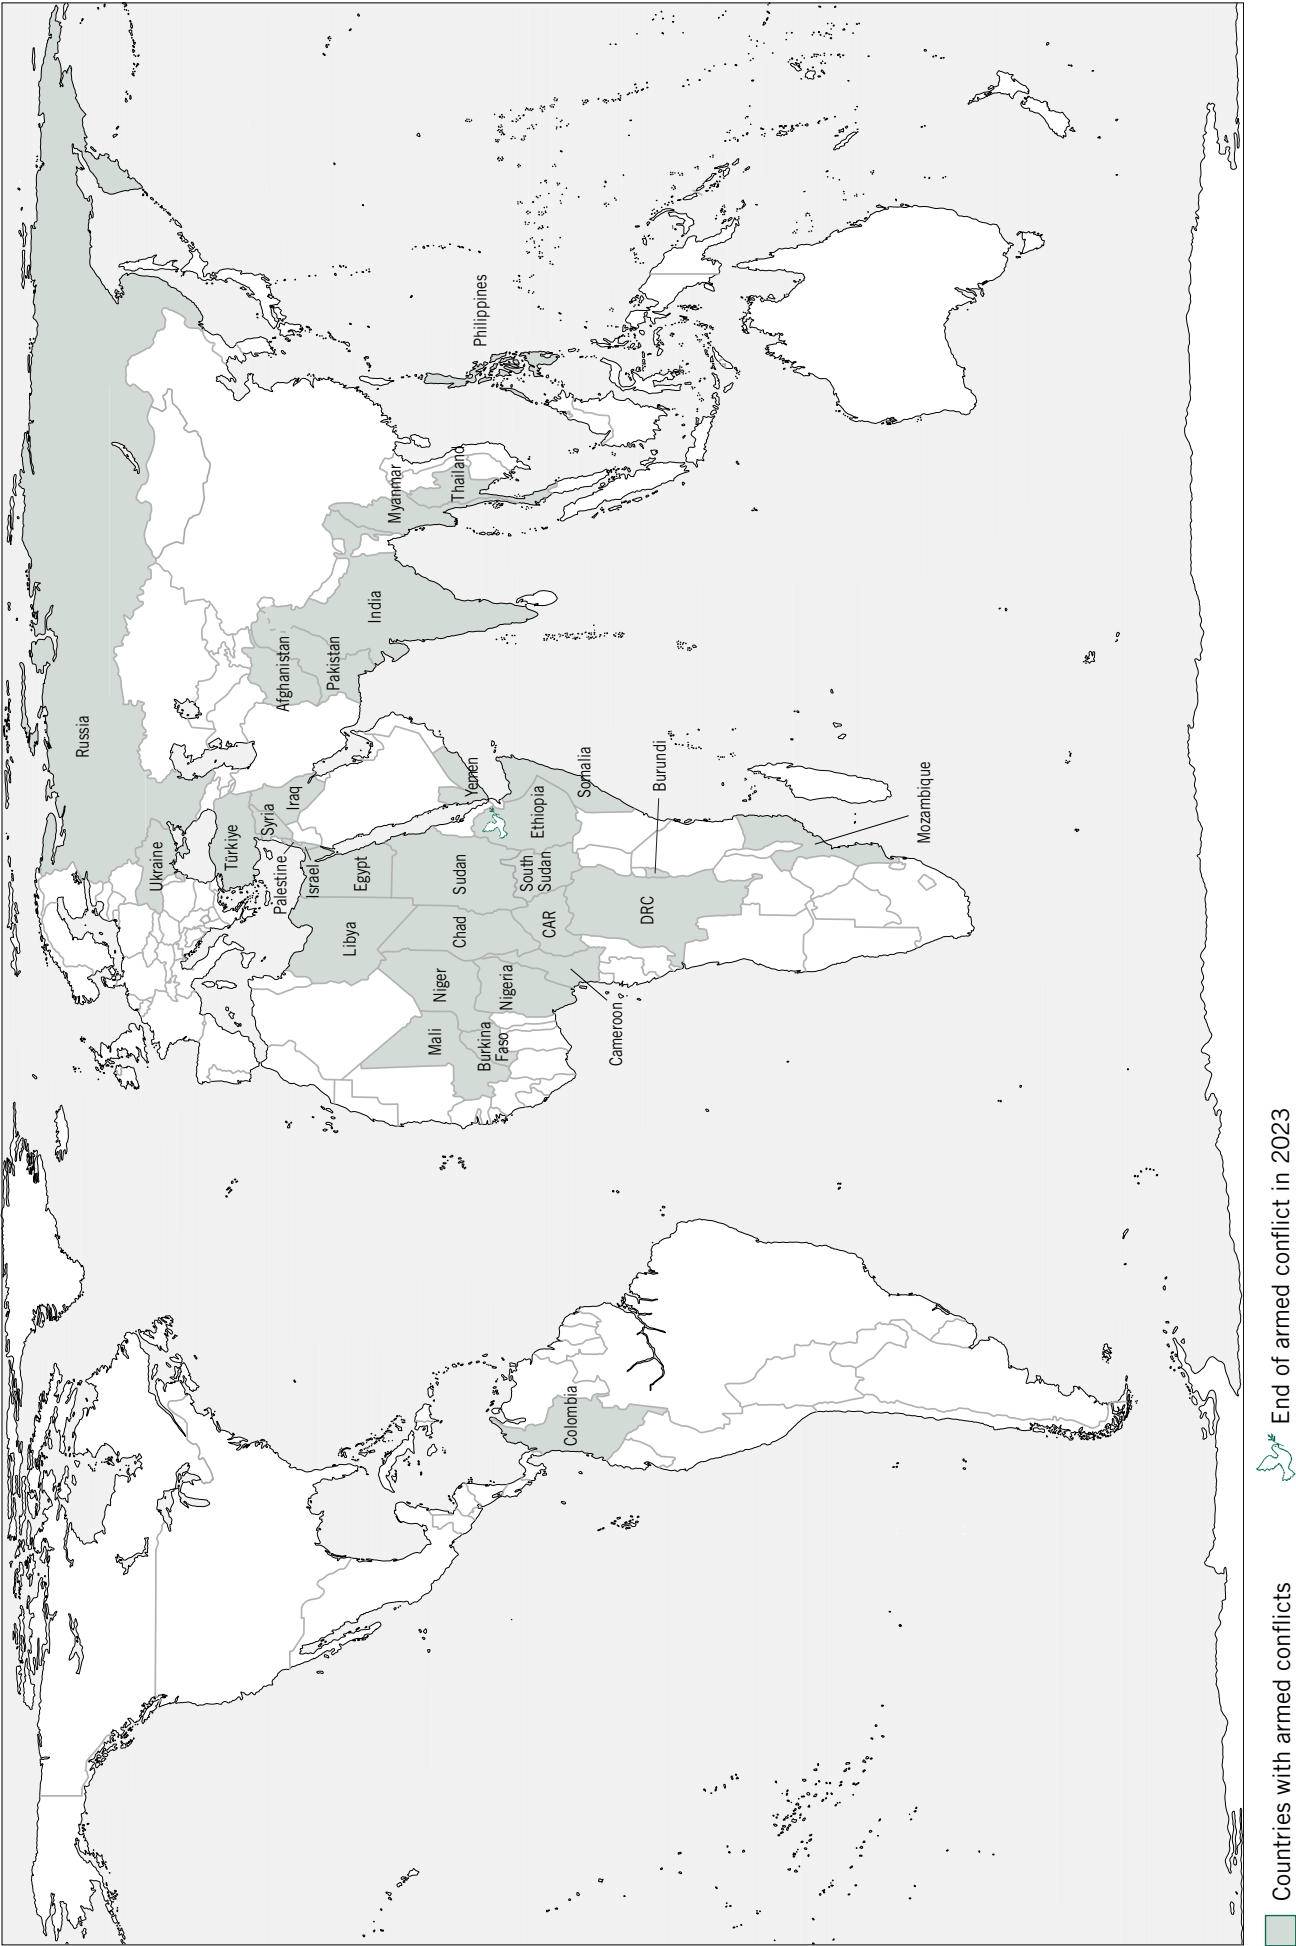 Russia
Ukraine
Türkiye
Syria
Iraq
Palestine
Israel
Egypt
Libya
Afghanistan
Pakistan
India
Myanmar
Thailand
Philippines
Yemen
Mali
Niger
Chad
Sudan
Burkina
Faso
Nigeria
CAR
South
Sudan
Ethiopia
Somalia
Cameroon
DRC
Burundi
Mozambique
Colombia
Countries with armed conflicts
End of armed conflict in 2023